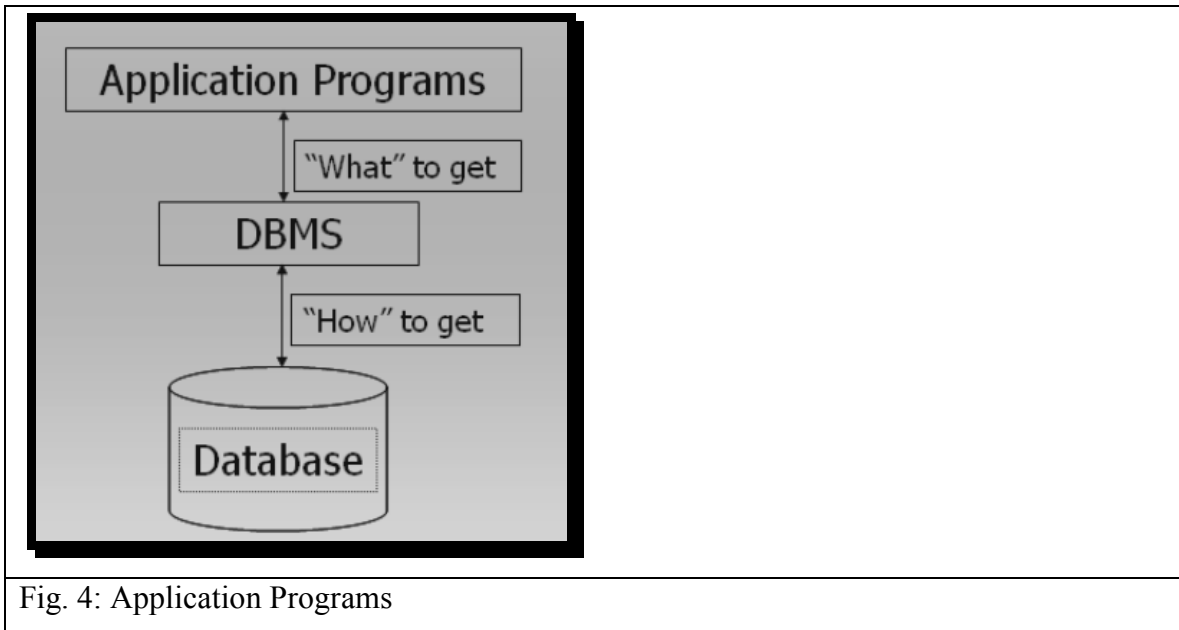 Application Programs
“What” to get
DBMS
“How” to get
Database
Fig. 4: Application Programs